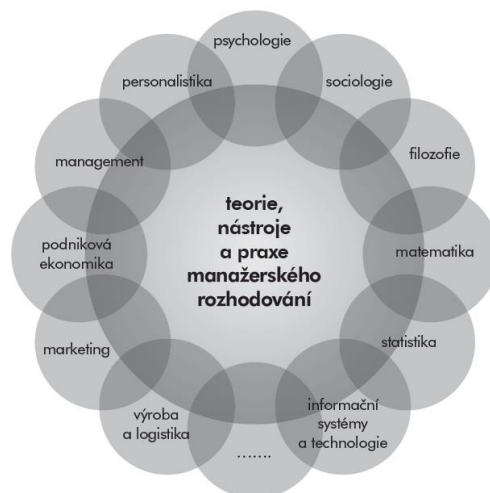 psychologie
personalistika
sociologie
management
filozofie
teorie,
nástroje
a praxe
manažerského
rozhodování
podniková
ekonomika
matematika
marketing
statistika
výroba
a logistika
informační
systémy
a technologie
.......